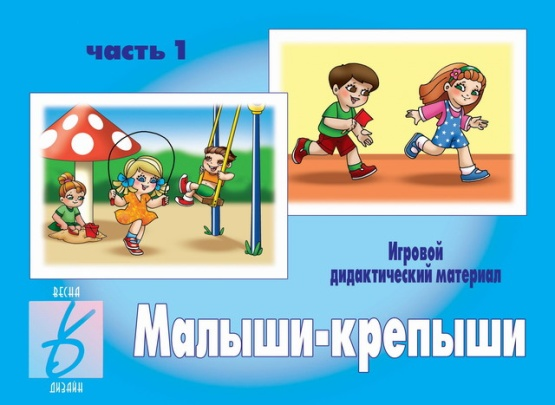 часть 1
Игровой
дидактический материал
ВЕСНА
ДИЗАЙН
Малыши-крепыши